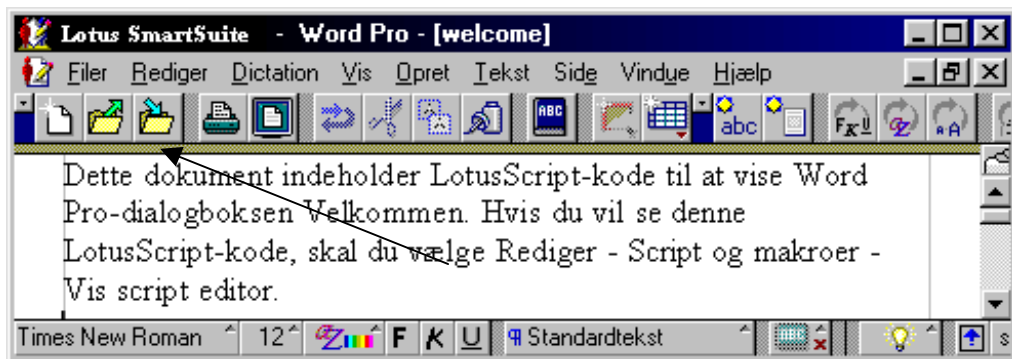 Lotus SmartSuite - Word Pro - [welcome]
Filer Rediger Dictation Vis Opret Tekst Side Vindue Hjælp
ABC abc FKU A A
Dette dokument indeholder LotusScript-kode til at vise Word
Pro-dialogboksen Velkommen. Hvis du vil se denne
LotusScript-kode, skal du vælge Rediger - Script og makroer -
Vis script editor.
Times New Roman 12 F K U Standardtekst s